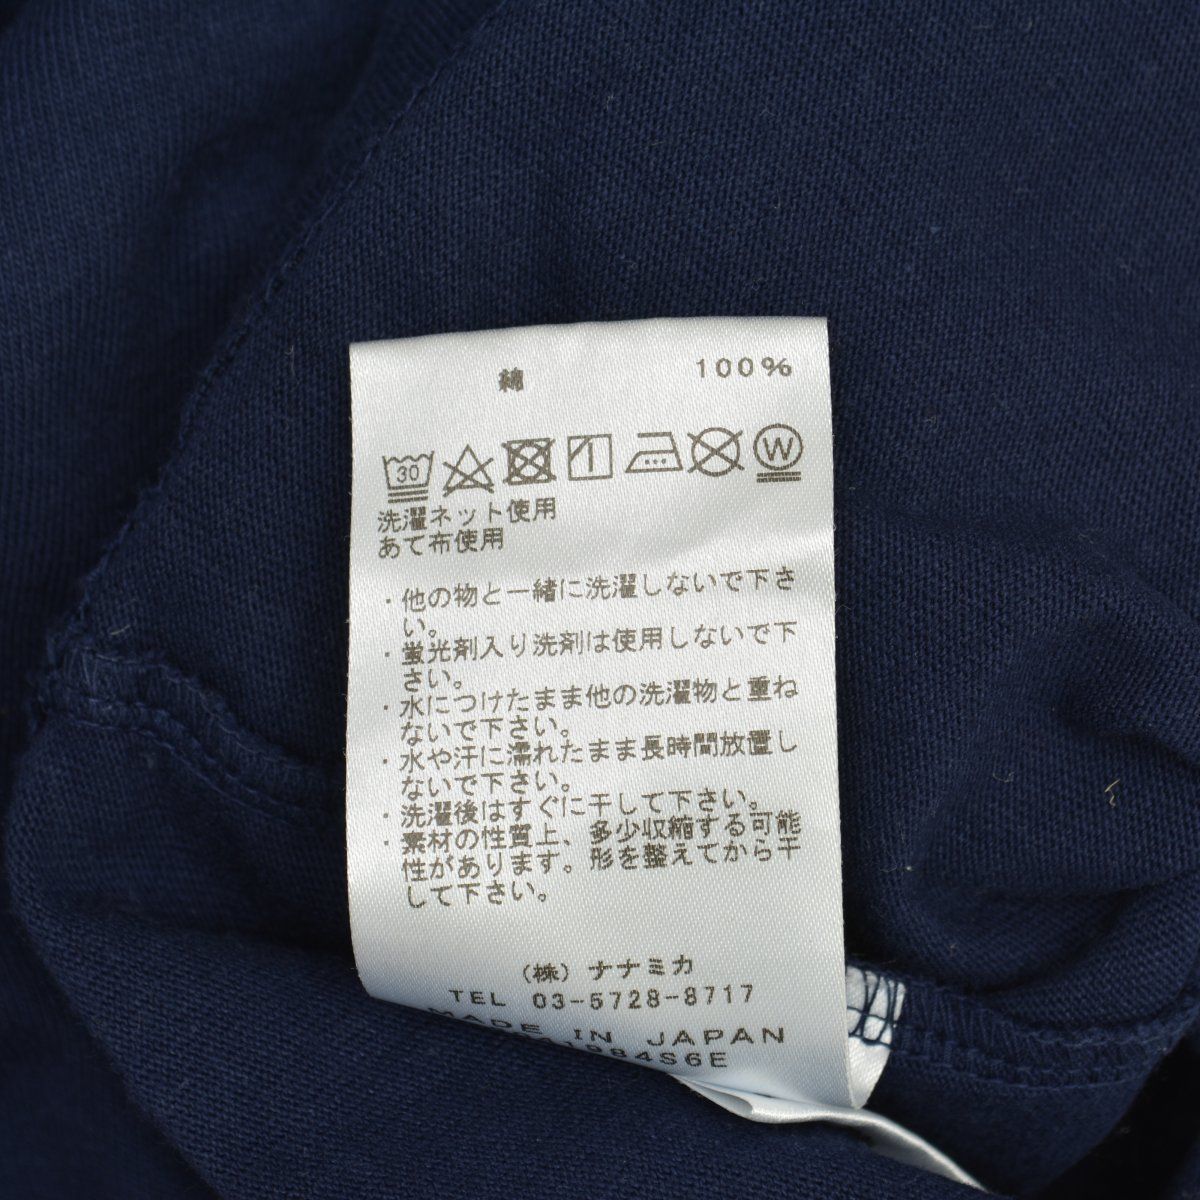 綿 100%
30 W
洗濯ネット使用
あて布使用
・他の物と一緒に洗濯しないで下さ
い。
・蛍光剤入り洗剤は使用しないで下
さい。
・水につけたまま他の洗濯物と重ね
ないで下さい。
・水や汗に濡れたまま長時間放置し
ないで下さい。
・洗濯後はすぐに干して下さい。
・素材の性質上、多少収縮する可能
性があります。形を整えてから干
して下さい。
(株) ナナミカ
TEL 03-5728-8717
MADE IN JAPAN